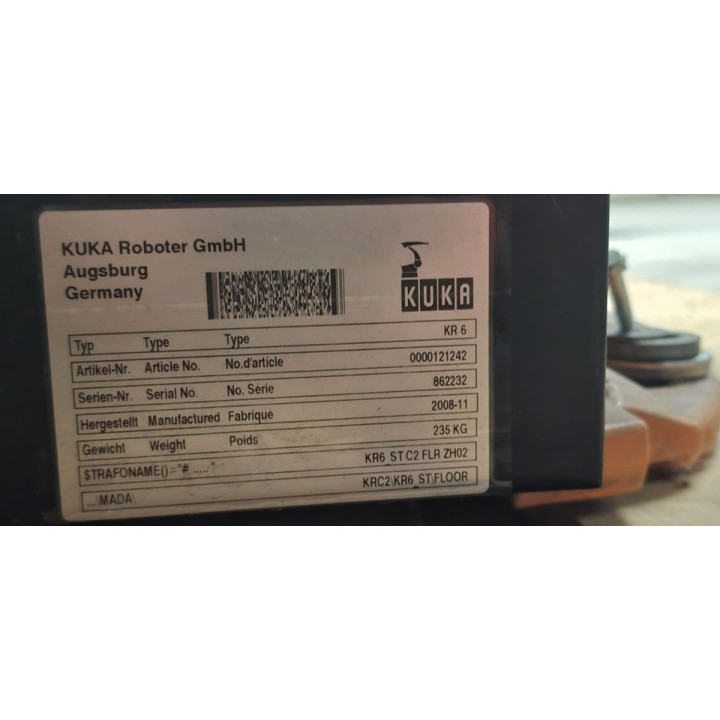 KUKA Roboter GmbH
Augsburg
Germany
KUKA
Typ Type Type KR 6
Artikel-Nr. Article No. No.d'article 0000121242
Serien-Nr. Serial No. No. Série 862232
Hergestellt Manufactured Fabrique 2008-11
Gewicht Weight Poids 235 KG
$TRAFONAME()="# ....." KR6_ST C2 FLR ZH02
...\MADA\ KRC2\KR6_ST\FLOOR